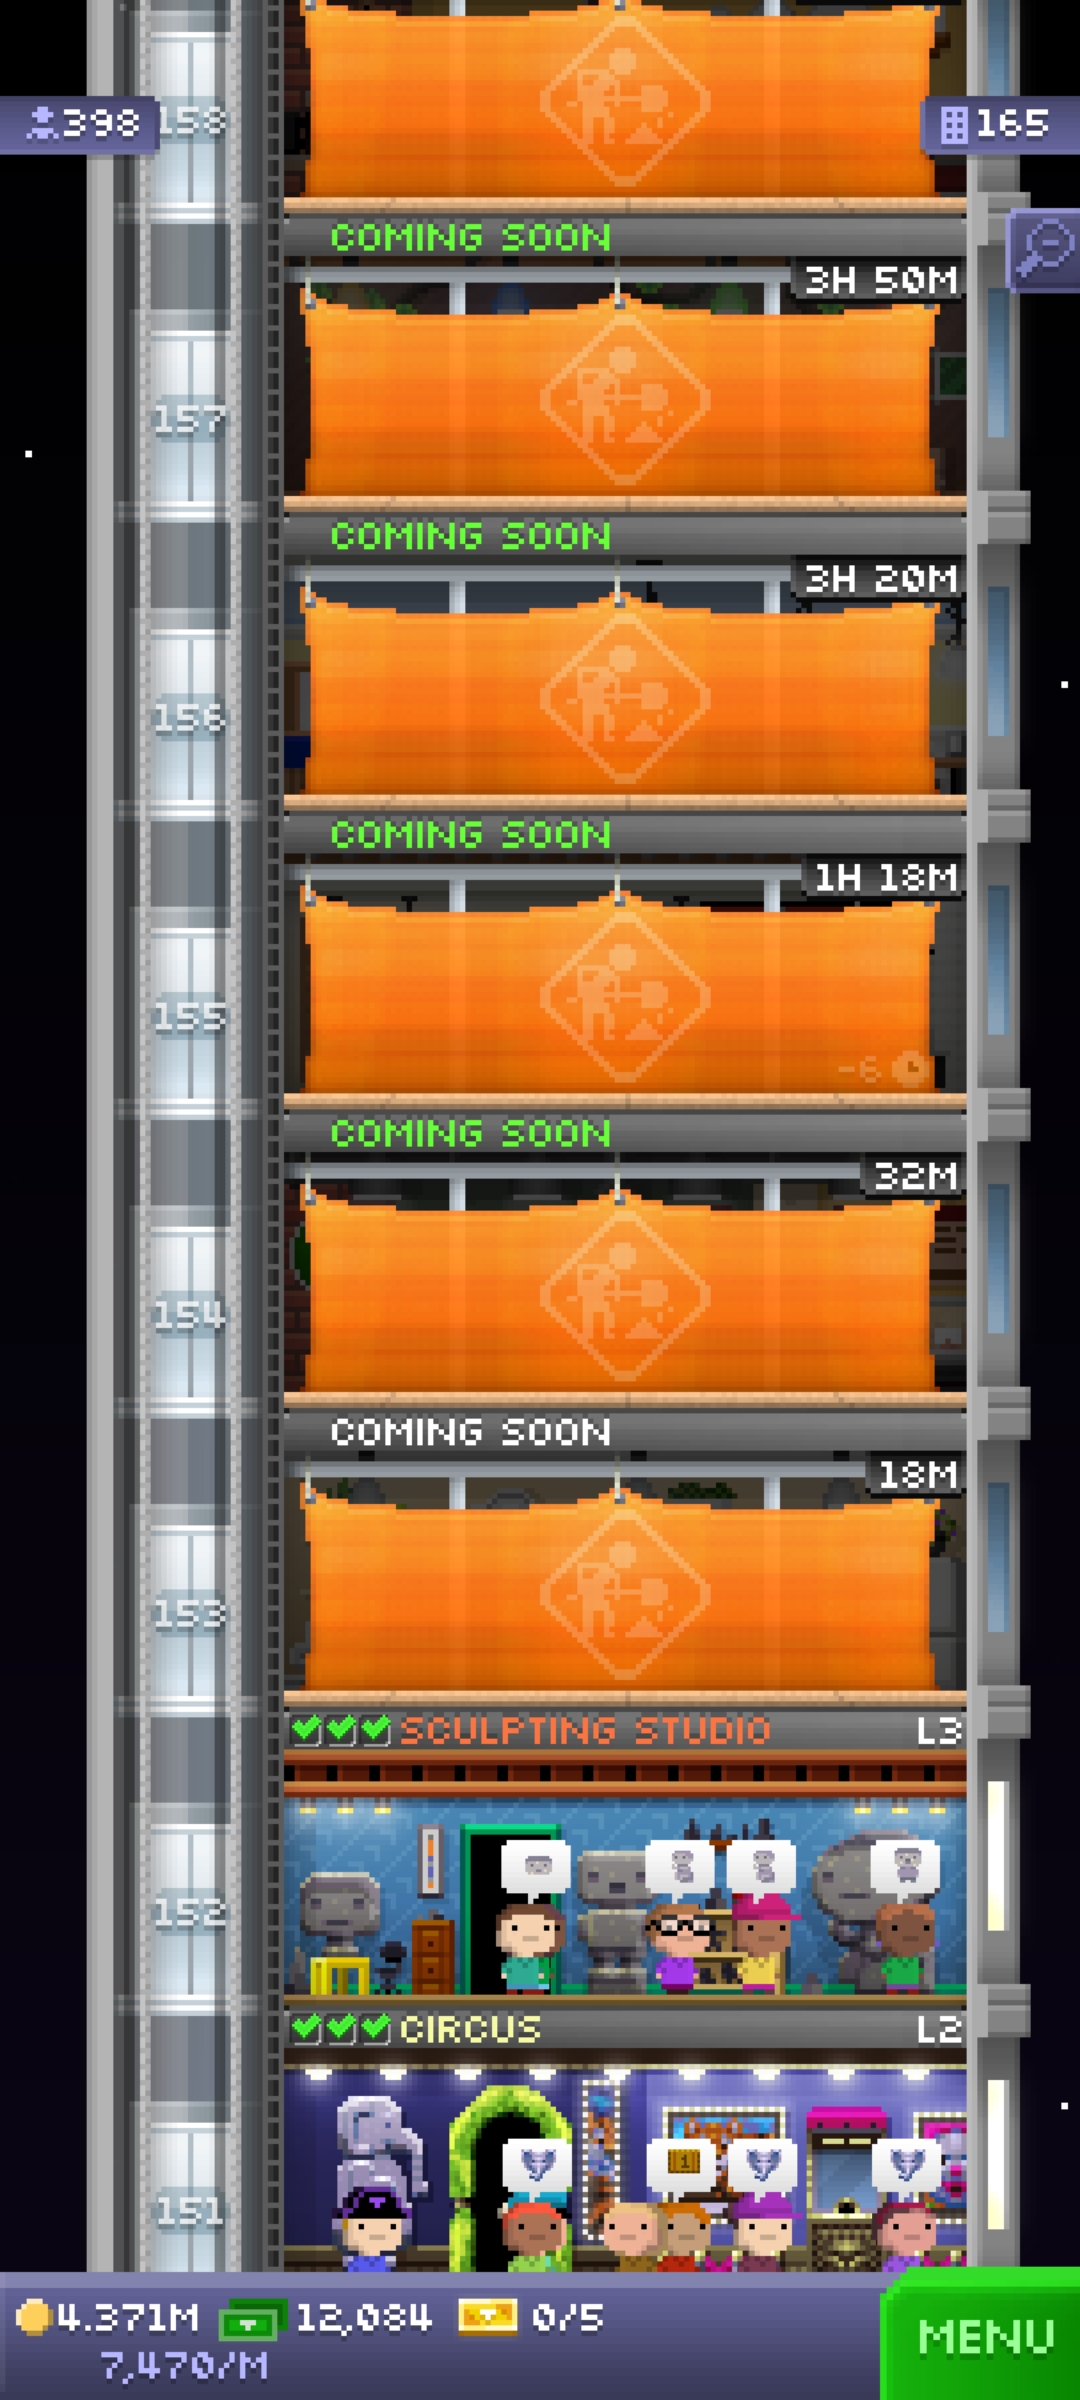 398
158
165
COMING SOON
3H 50M
157
COMING SOON
3H 20M
156
COMING SOON
1H 18M
155
-6
COMING SOON
32M
154
COMING SOON
18M
153
SCULPTING STUDIO L3
152
CIRCUS L2
1
151
4.371M 12,084 0/5
7,470/M
MENU